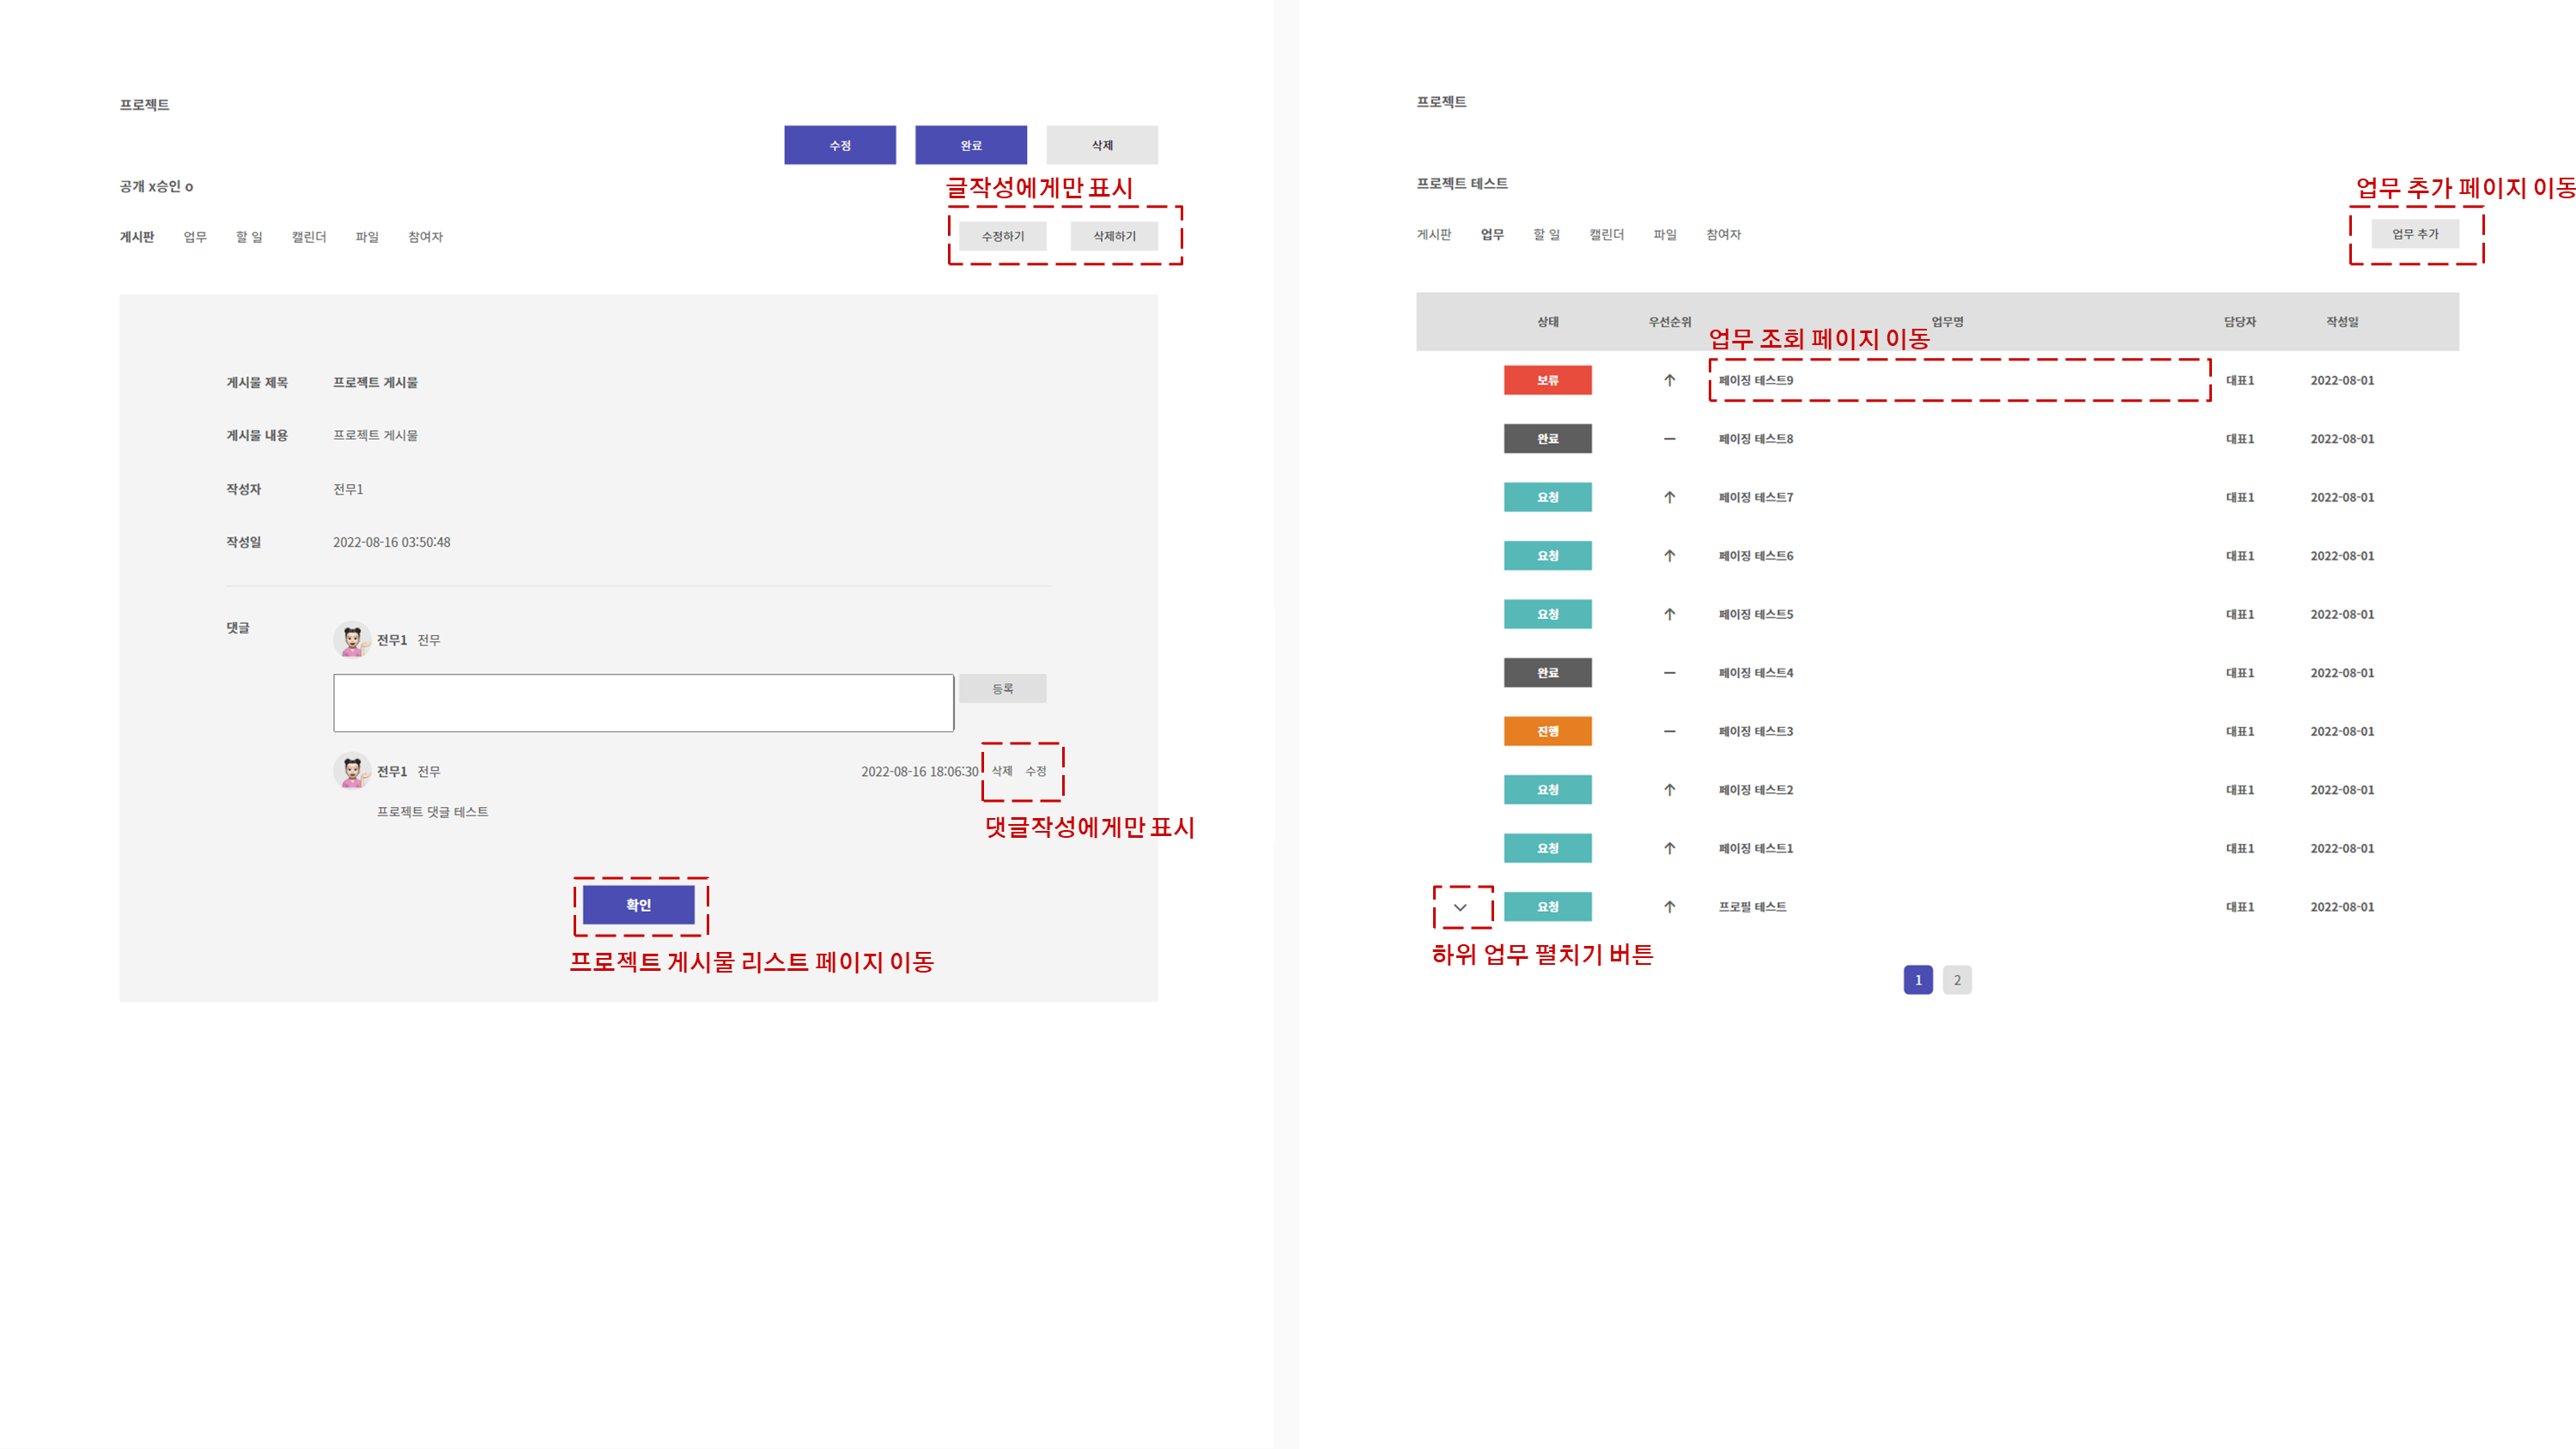 프로젝트
수정 완료 삭제
공개 x승인 o
글작성에게만 표시
게시판 업무 할 일 캘린더 파일 참여자 수정하기 삭제하기
게시물 제목 프로젝트 게시물
게시물 내용 프로젝트 게시물
작성자 전무1
작성일 2022-08-16 03:50:48
댓글 전무1 전무
등록
전무1 전무 2022-08-16 18:06:30 삭제 수정
프로젝트 댓글 테스트
댓글작성에게만 표시
확인
프로젝트 게시물 리스트 페이지 이동
프로젝트
프로젝트 테스트
업무 추가 페이지 이동
게시판 업무 할 일 캘린더 파일 참여자 업무 추가
상태 우선순위 업무명 담당자 작성일
업무 조회 페이지 이동
보류 ↑ 페이징 테스트9 대표1 2022-08-01
완료 – 페이징 테스트8 대표1 2022-08-01
요청 ↑ 페이징 테스트7 대표1 2022-08-01
요청 ↑ 페이징 테스트6 대표1 2022-08-01
요청 ↑ 페이징 테스트5 대표1 2022-08-01
완료 – 페이징 테스트4 대표1 2022-08-01
진행 – 페이징 테스트3 대표1 2022-08-01
요청 ↑ 페이징 테스트2 대표1 2022-08-01
요청 ↑ 페이징 테스트1 대표1 2022-08-01
요청 ↑ 프로필 테스트 대표1 2022-08-01
하위 업무 펼치기 버튼
1 2